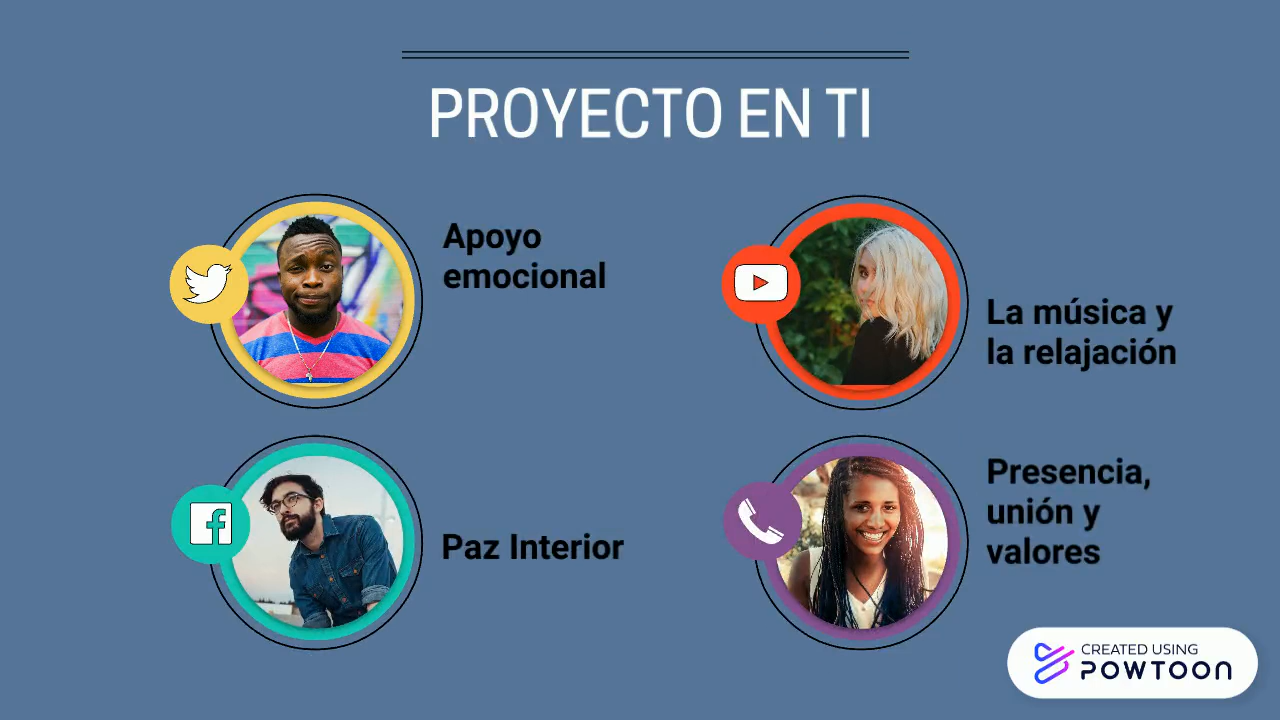 PROYECTO EN TI
Apoyo
emocional
La música y
la relajación
Paz Interior
Presencia,
unión y
valores
CREATED USING
POWTOON